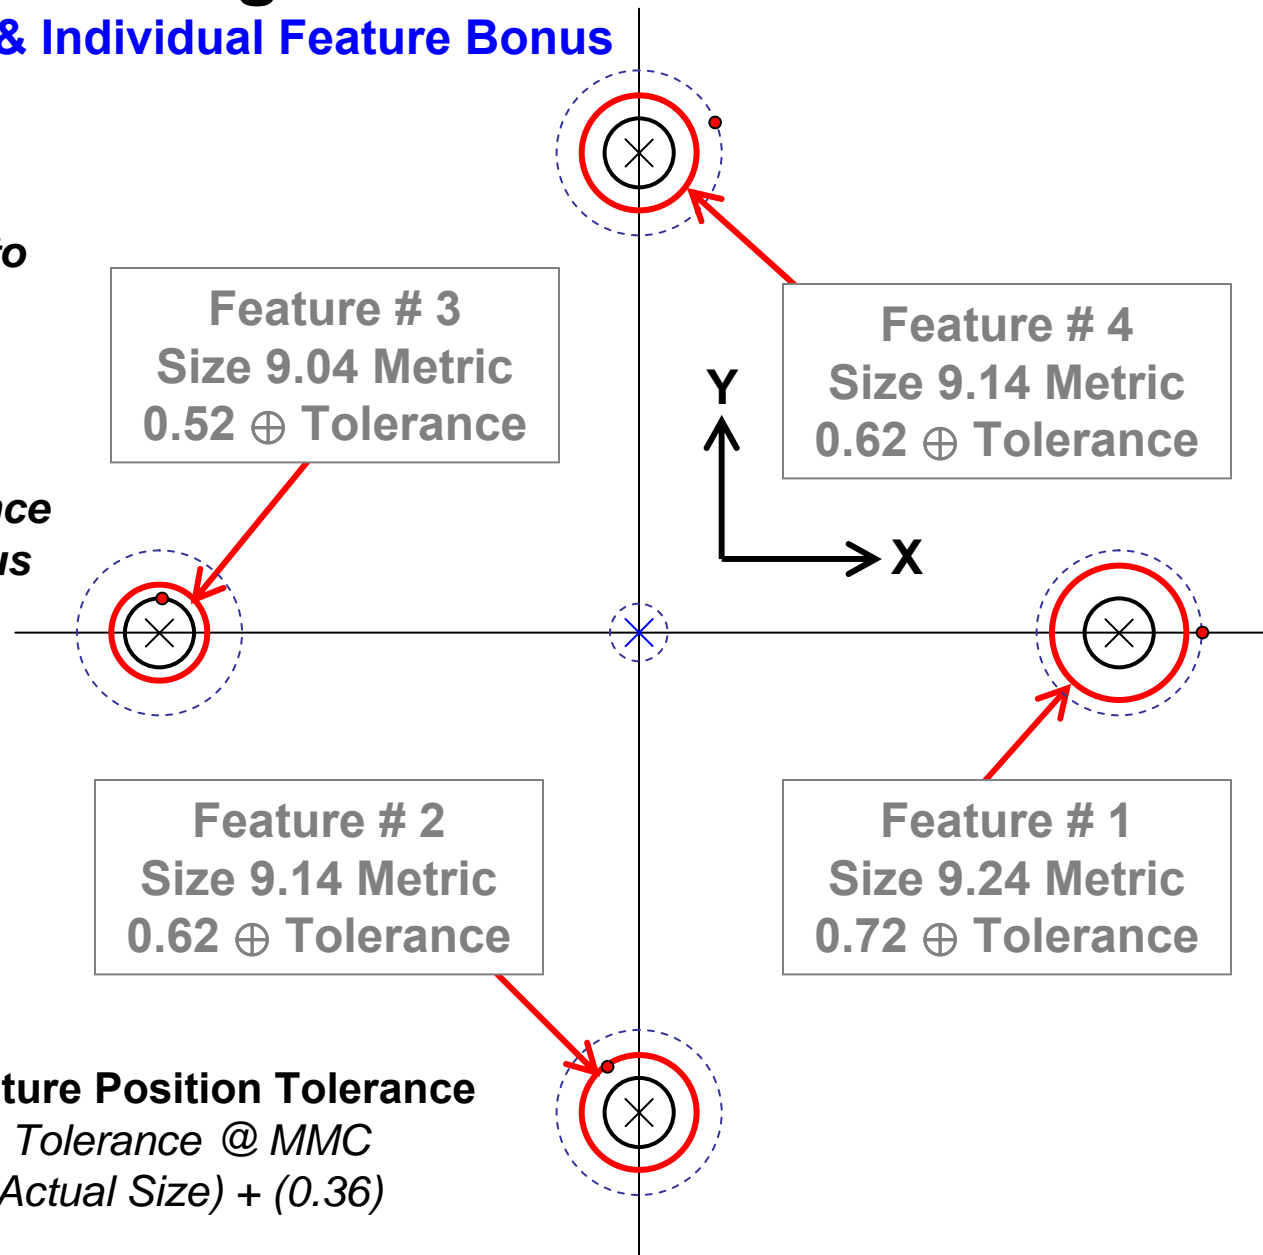 & Individual Feature Bonus
Feature # 3
Size 9.04 Metric
0.52 ⌖ Tolerance
Feature # 4
Size 9.14 Metric
0.62 ⌖ Tolerance
Y
X
Feature # 2
Size 9.14 Metric
0.62 ⌖ Tolerance
Feature # 1
Size 9.24 Metric
0.72 ⌖ Tolerance
ture Position Tolerance
Tolerance @ MMC
Actual Size) + (0.36)